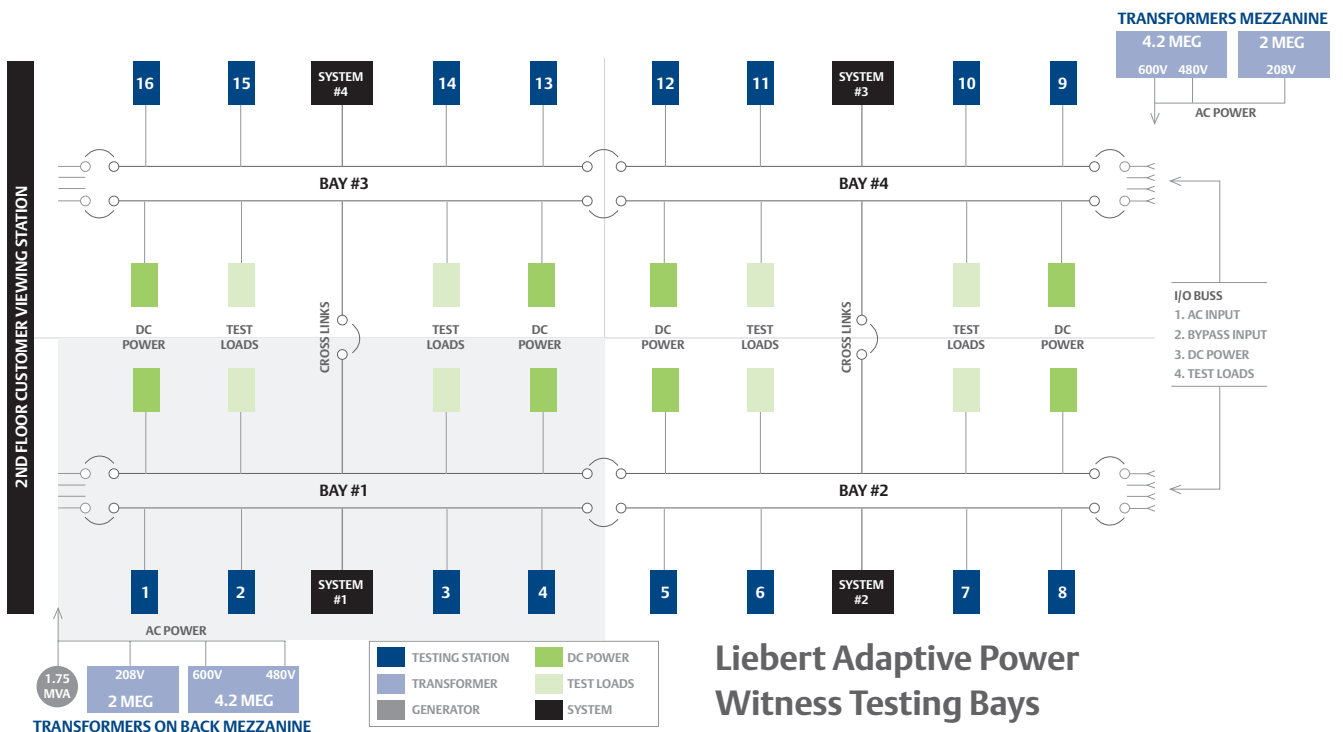 TRANSFORMERS MEZZANINE
4.2 MEG
2 MEG
600V 480V
208V
AC POWER
16
15
SYSTEM
#4
14
13
12
11
SYSTEM
#3
10
9
2ND FLOOR CUSTOMER VIEWING STATION
BAY #3
BAY #4
DC
POWER
TEST
LOADS
CROSS LINKS
TEST
LOADS
DC
POWER
DC
POWER
TEST
LOADS
CROSS LINKS
TEST
LOADS
DC
POWER
I/O BUSS
1. AC INPUT
2. BYPASS INPUT
3. DC POWER
4. TEST LOADS
BAY #1
BAY #2
1
2
SYSTEM
#1
3
4
5
6
SYSTEM
#2
7
8
AC POWER
1.75
MVA
208V
2 MEG
600V 480V
4.2 MEG
TRANSFORMERS ON BACK MEZZANINE
TESTING STATION
TRANSFORMER
GENERATOR
DC POWER
TEST LOADS
SYSTEM
Liebert Adaptive Power
Witness Testing Bays